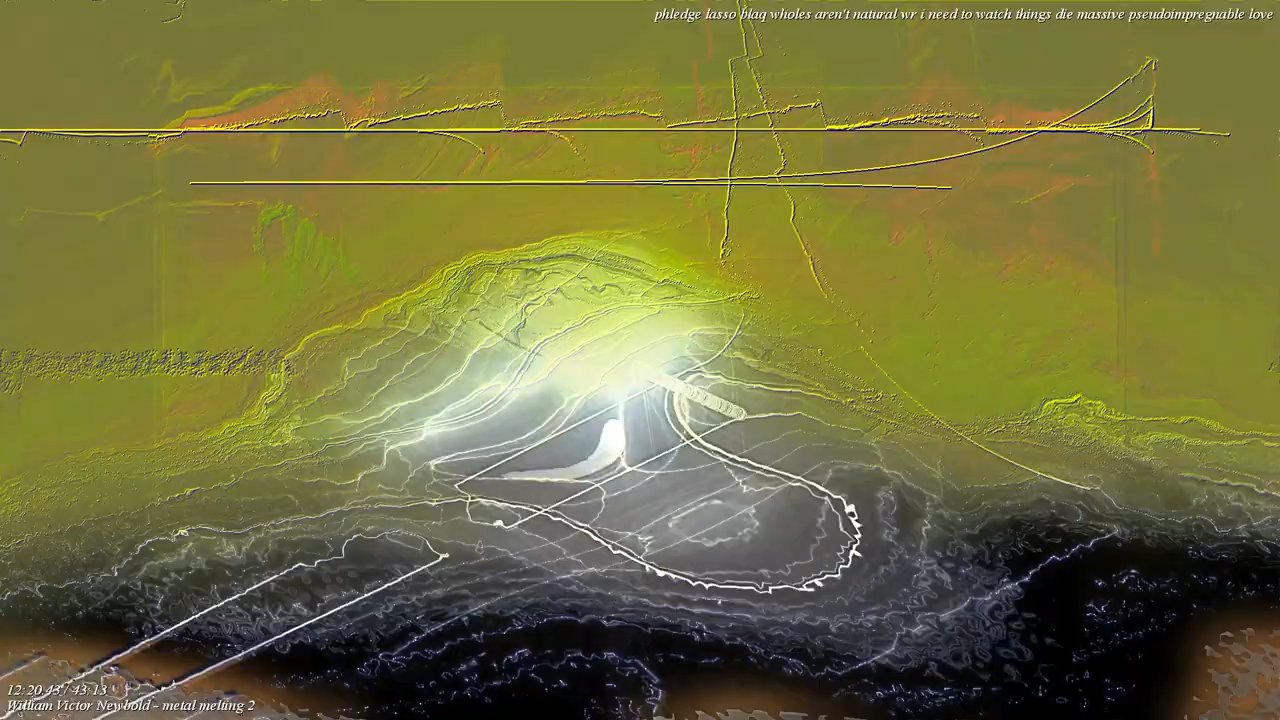 phledge lasso blaq wholes aren't natural wr i need to watch things die massive pseudoimpregnable love
12:20.43 / 43:13
William Victor Newbold - metal melting 2